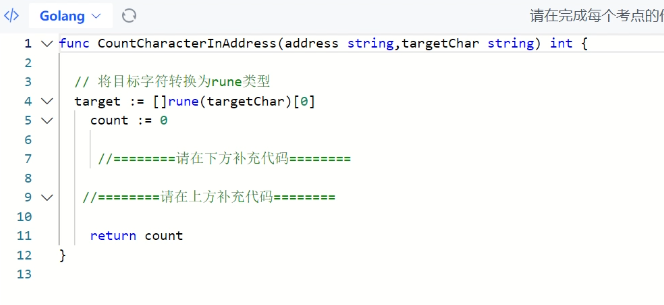 </> Golang 请在完成每个考点的
1 func CountCharacterInAddress(address string,targetChar string) int {
2
3 // 将目标字符转换为rune类型
4 target := []rune(targetChar)[0]
5 count := 0
6
7 //========请在下方补充代码========
8
9 //========请在上方补充代码========
10
11 return count
12 }
13